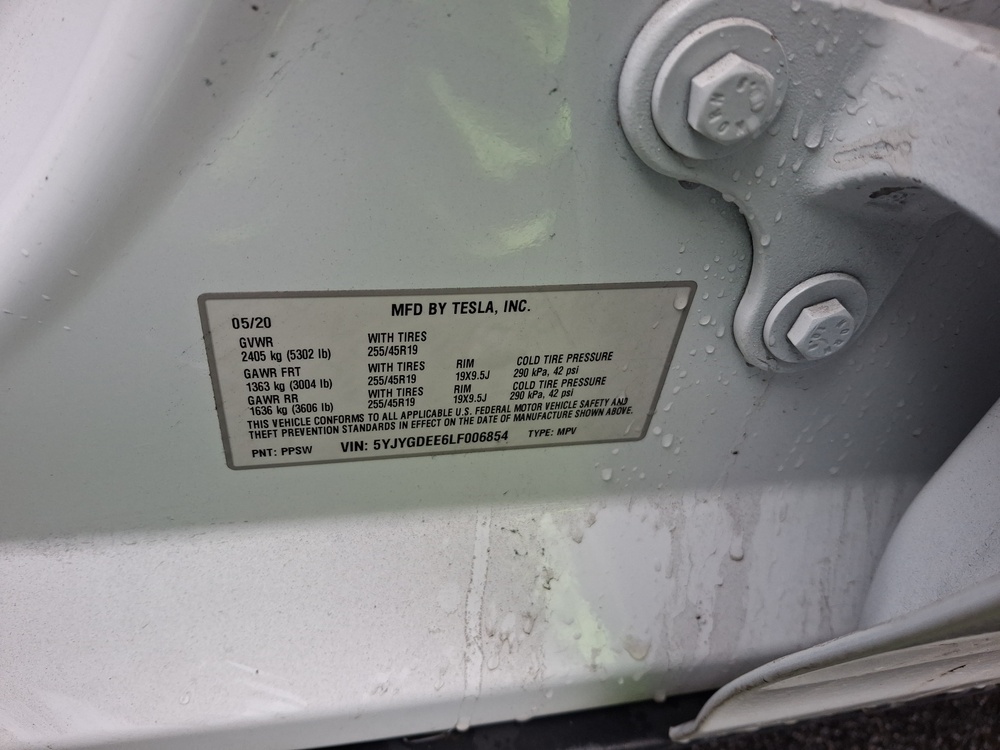 MFD BY TESLA, INC.
05/20
GVWR WITH TIRES
2405 kg (5302 lb) 255/45R19
GAWR FRT WITH TIRES RIM COLD TIRE PRESSURE
1363 kg (3004 lb) 255/45R19 19X9.5J 290 kPa, 42 psi
GAWR RR WITH TIRES RIM COLD TIRE PRESSURE
1636 kg (3606 lb) 255/45R19 19X9.5J 290 kPa, 42 psi
THIS VEHICLE CONFORMS TO ALL APPLICABLE U.S. FEDERAL MOTOR VEHICLE SAFETY AND
THEFT PREVENTION STANDARDS IN EFFECT ON THE DATE OF MANUFACTURE SHOWN ABOVE.
PNT: PPSW VIN: 5YJYGDEE6LF006854 TYPE: MPV